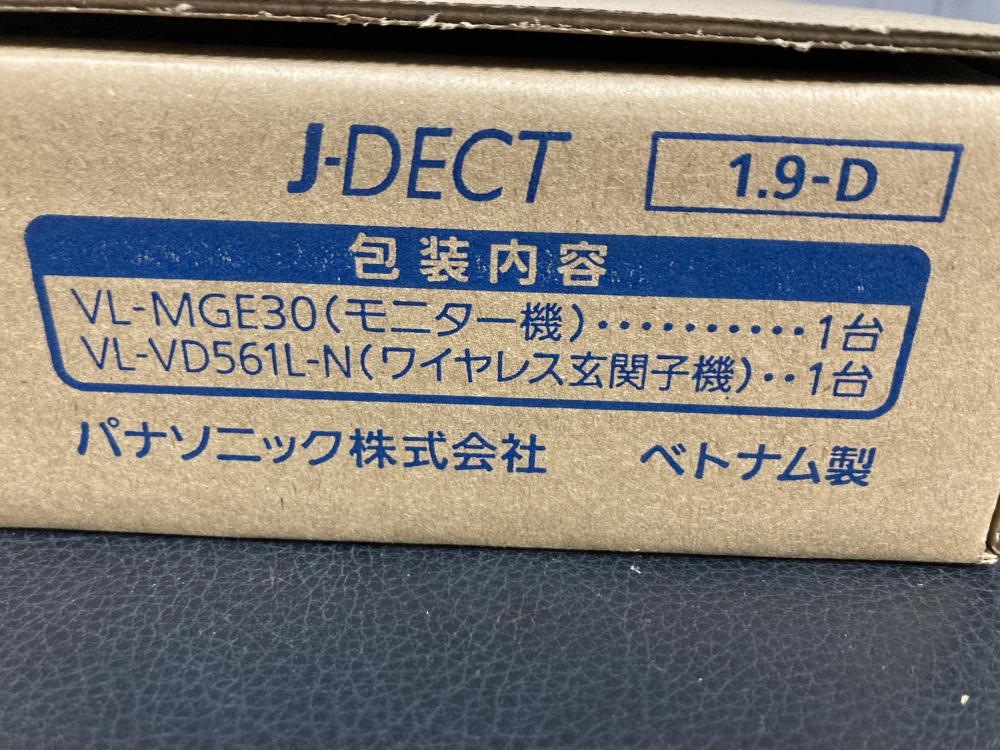 J-DECT 1.9-D
包装内容
VL-MGE30(モニター機)‥‥‥‥‥1台
VL-VD561L-N(ワイヤレス玄関子機)‥1台
パナソニック株式会社 ベトナム製